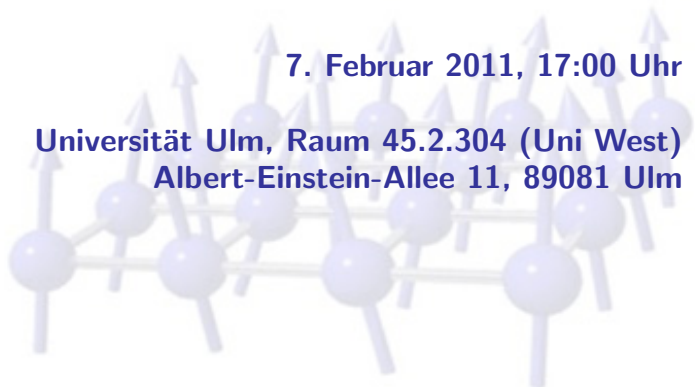 7. Februar 2011, 17:00 Uhr
Universität Ulm, Raum 45.2.304 (Uni West)
Albert-Einstein-Allee 11, 89081 Ulm